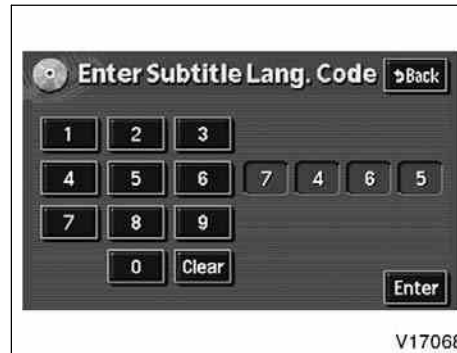 Enter Subtitle Lang. Code Back
1 2 3
4 5 6 7 4 6 5
7 8 9
0 Clear
Enter
V17068